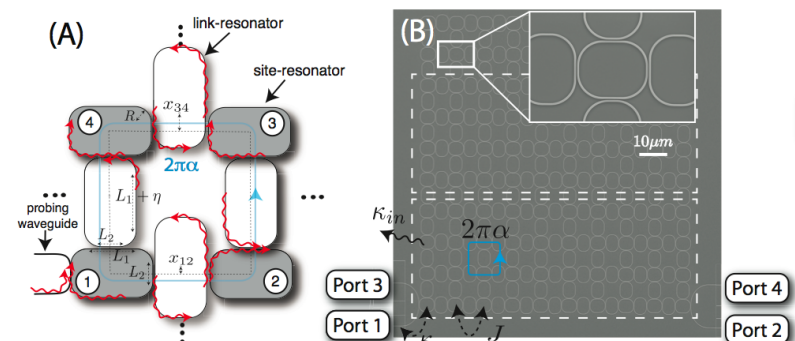 (A)
link-resonator
site-resonator
x₃₄
R
4
3
2πα
L₁ + η
probing
waveguide
L₂
L₁
L₂
x₁₂
1
2
(B)
10μm
κ_in
2πα
Port 3
Port 4
Port 1
J
Port 2